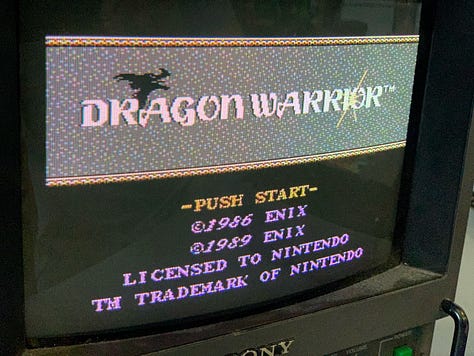 DRAGON WARRIOR™
-PUSH START-
©1986 ENIX
©1989 ENIX
LICENSED TO NINTENDO
TM TRADEMARK OF NINTENDO
SONY